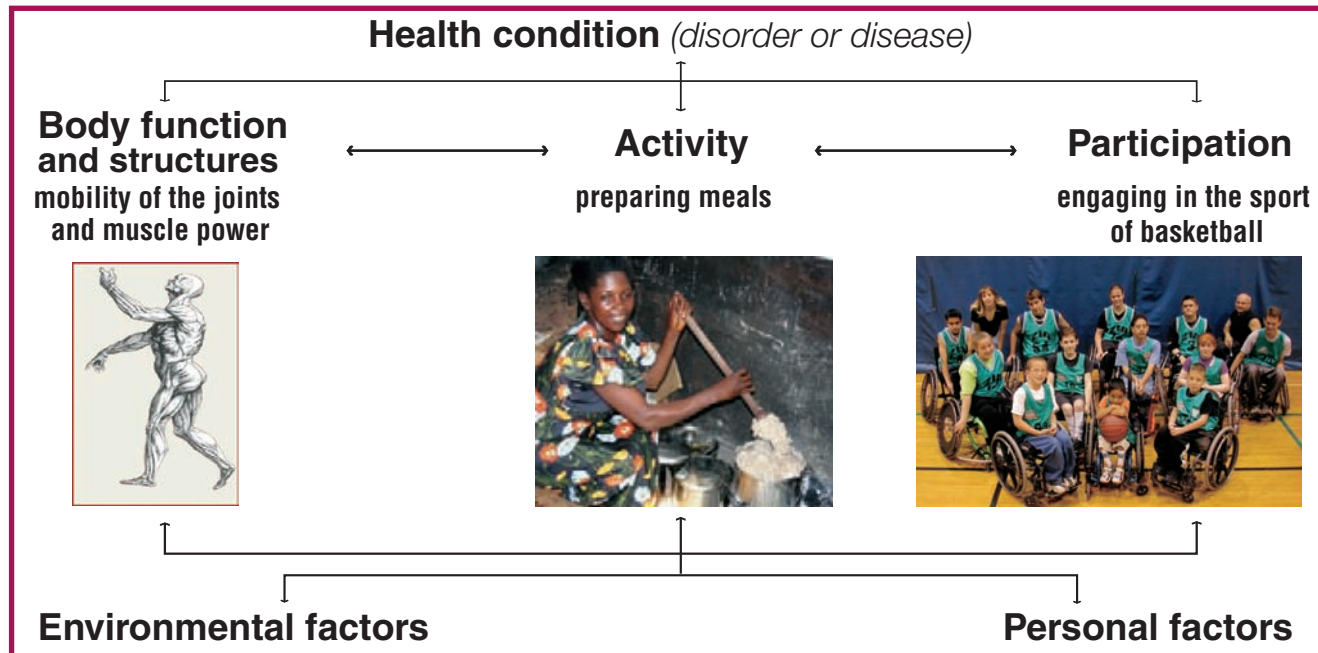 Health condition (disorder or disease)
Body function
and structures
mobility of the joints
and muscle power
Activity
preparing meals
Participation
engaging in the sport
of basketball
Environmental factors
Personal factors